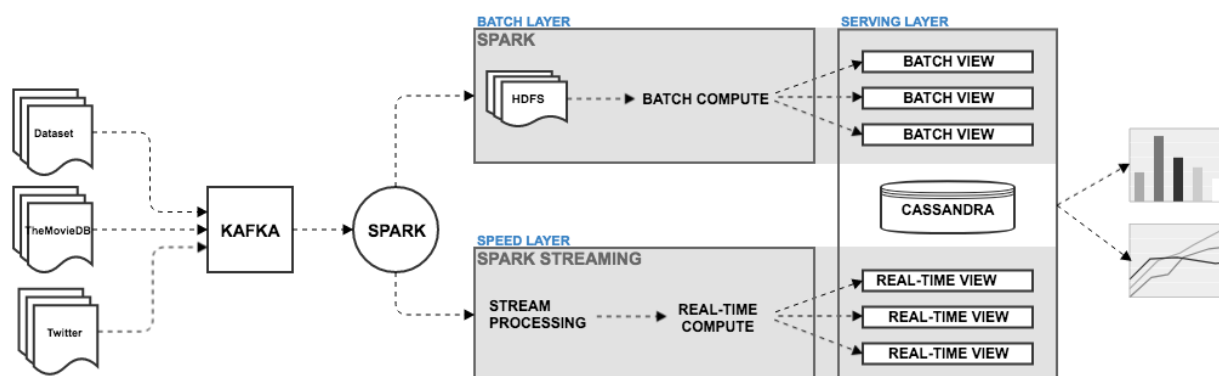 BATCH LAYER
SERVING LAYER
SPARK
HDFS
BATCH COMPUTE
BATCH VIEW
BATCH VIEW
BATCH VIEW
Dataset
TheMovieDB
Twitter
KAFKA
SPARK
CASSANDRA
SPEED LAYER
SPARK STREAMING
STREAM
PROCESSING
REAL-TIME
COMPUTE
REAL-TIME VIEW
REAL-TIME VIEW
REAL-TIME VIEW